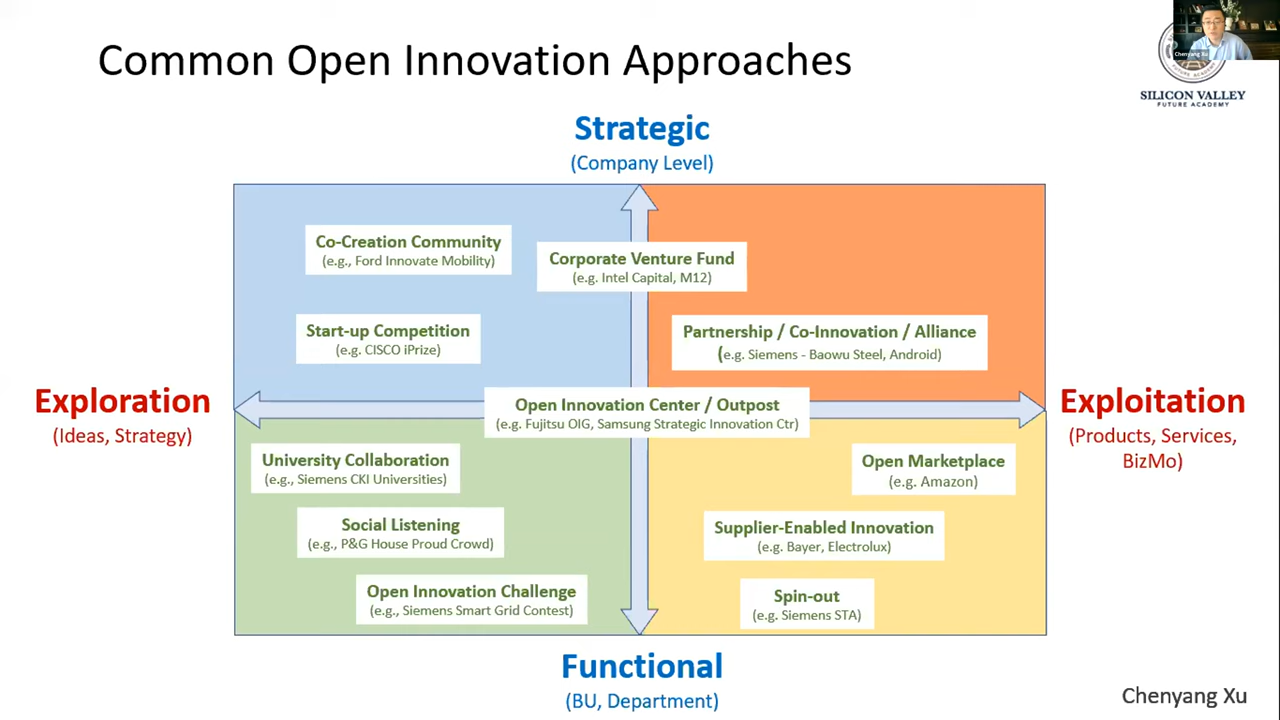 Common Open Innovation Approaches
Chenyang Xu
SILICON VALLEY
FUTURE ACADEMY
Strategic
(Company Level)
Co-Creation Community
(e.g., Ford Innovate Mobility)
Corporate Venture Fund
(e.g. Intel Capital, M12)
Start-up Competition
(e.g. CISCO iPrize)
Partnership / Co-Innovation / Alliance
(e.g. Siemens - Baowu Steel, Android)
Exploration
(Ideas, Strategy)
Open Innovation Center / Outpost
(e.g. Fujitsu OIG, Samsung Strategic Innovation Ctr)
Exploitation
(Products, Services,
BizMo)
University Collaboration
(e.g., Siemens CKI Universities)
Open Marketplace
(e.g. Amazon)
Social Listening
(e.g., P&G House Proud Crowd)
Supplier-Enabled Innovation
(e.g. Bayer, Electrolux)
Open Innovation Challenge
(e.g., Siemens Smart Grid Contest)
Spin-out
(e.g. Siemens STA)
Functional
(BU, Department)
Chenyang Xu